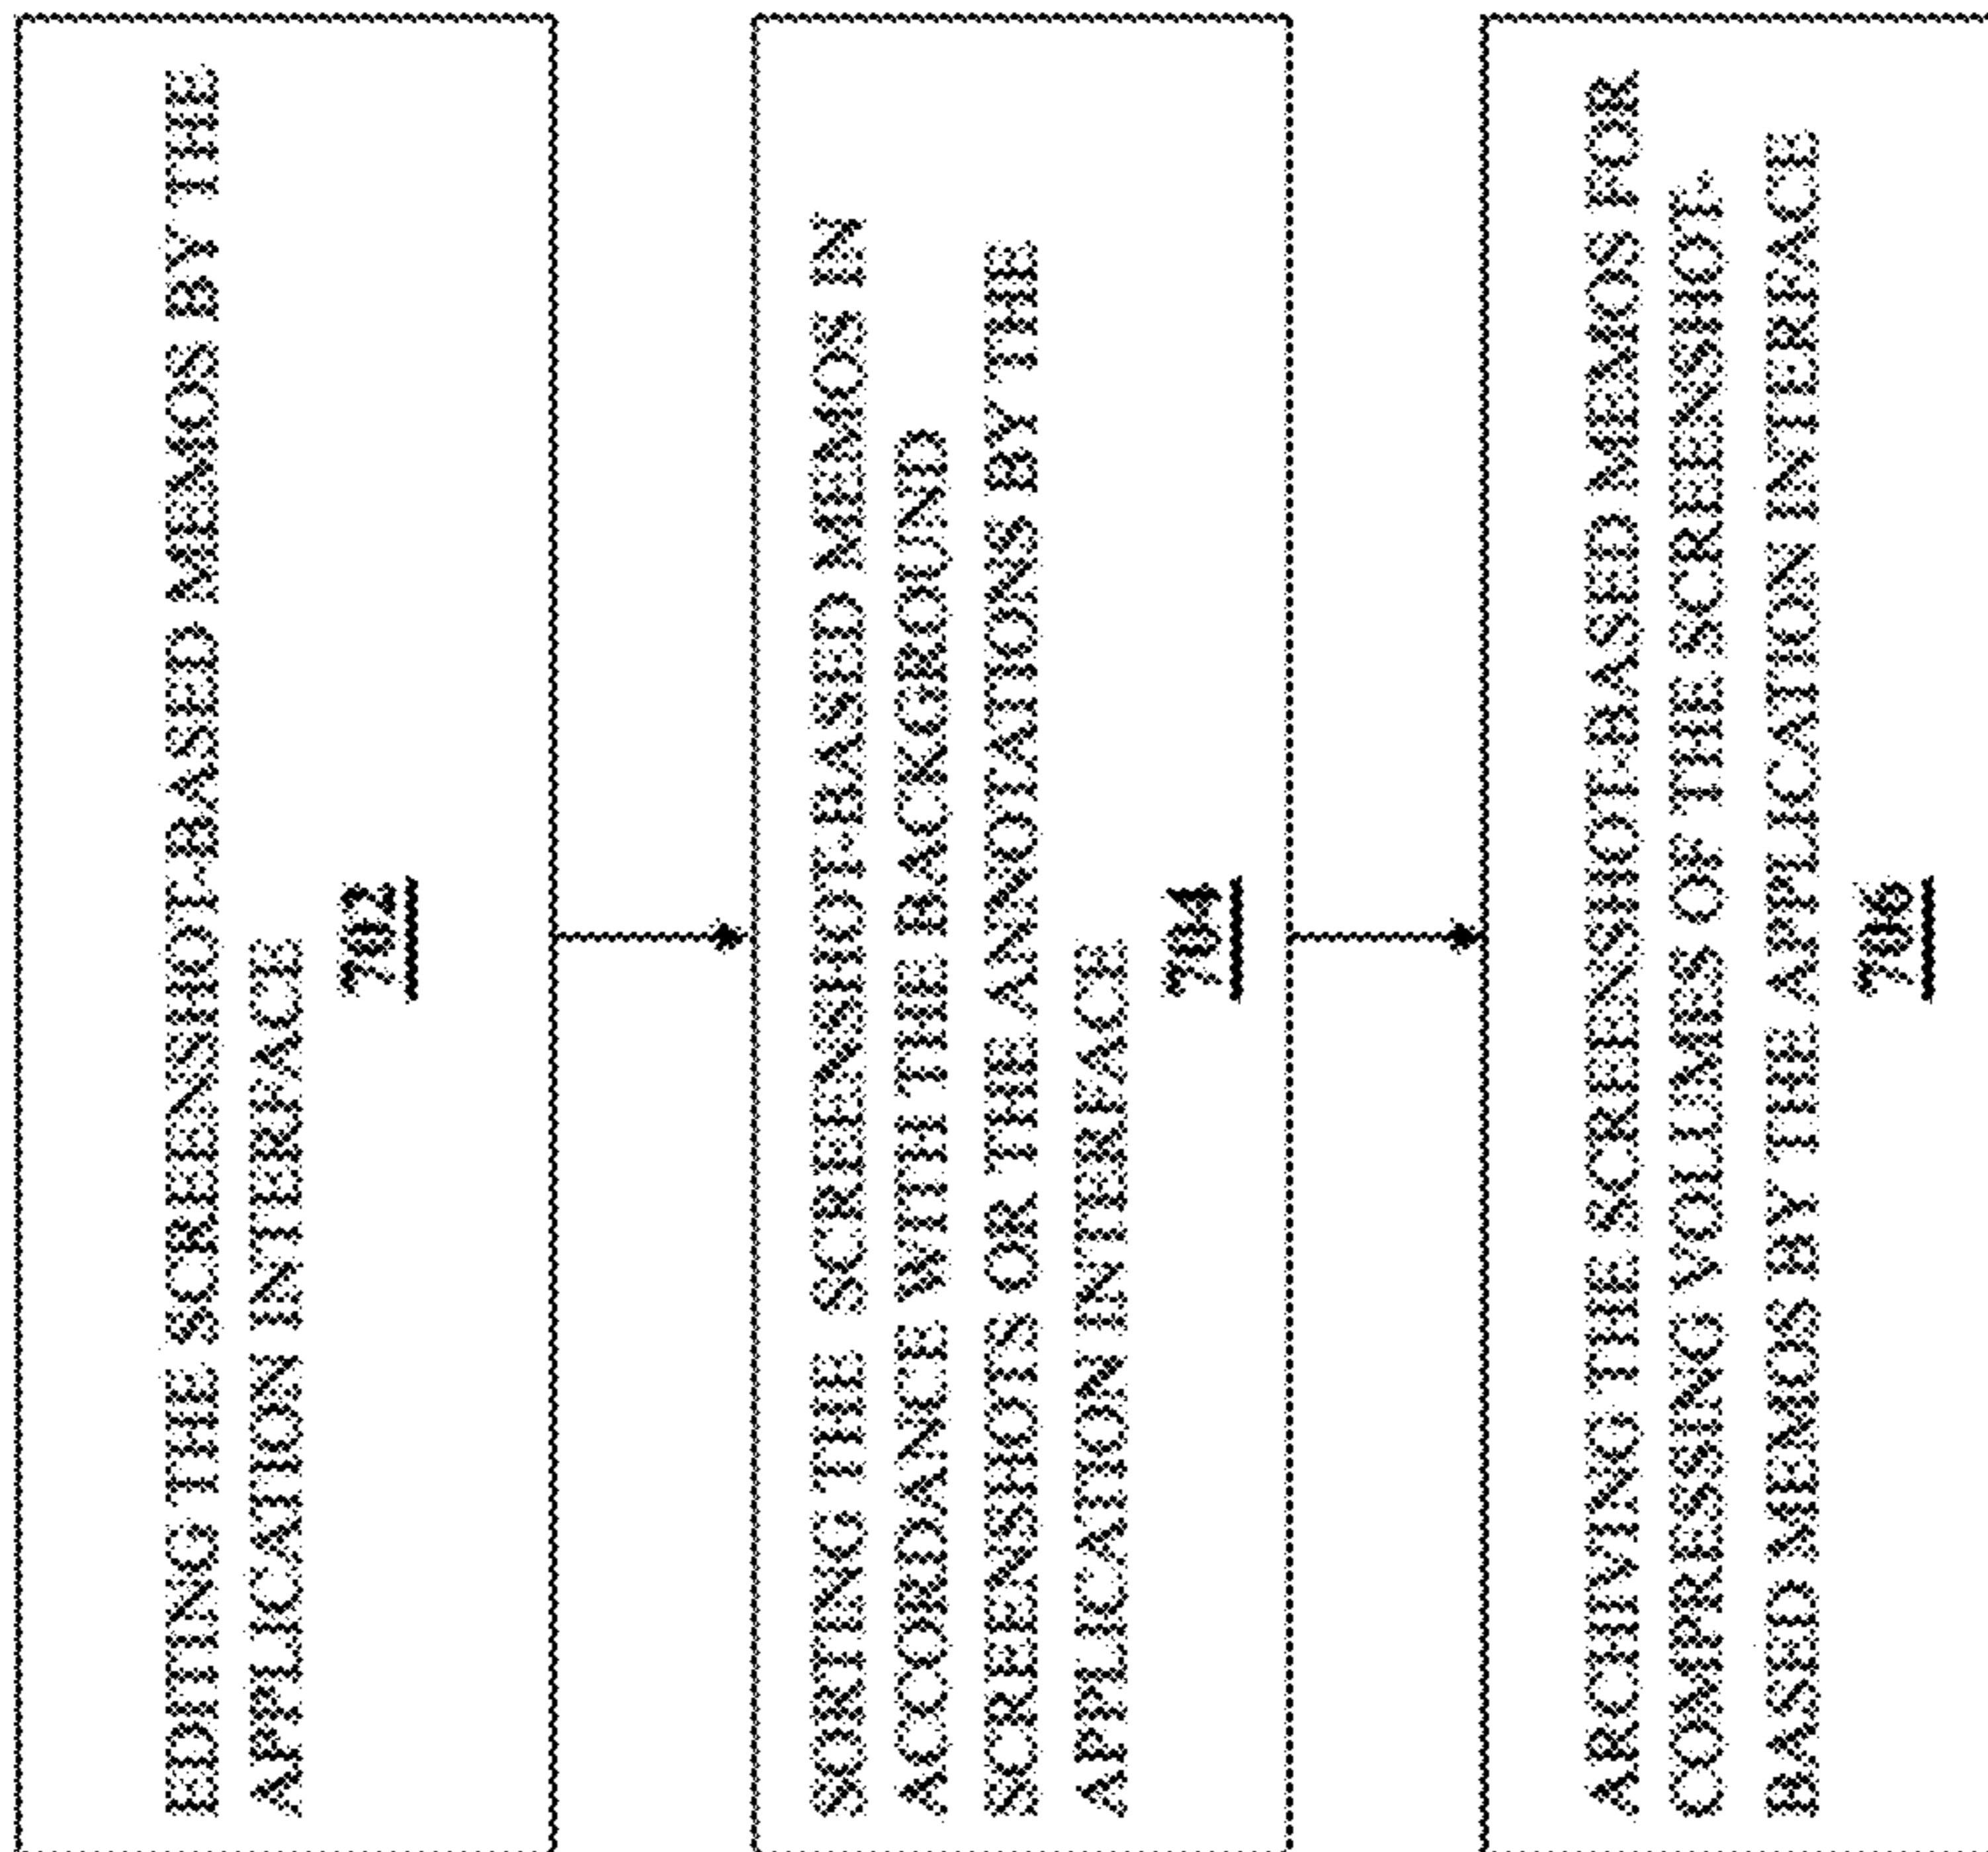 EDITING THE SCREENSHOT-BASED MEMOS BY THE
APPLICATION INTERFACE
702
SORTING THE SCREENSHOT-BASED MEMOS IN
ACCORDANCE WITH THE BACKGROUND
SCREENSHOTS OR THE ANNOTATIONS BY THE
APPLICATION INTERFACE
704
ARCHIVING THE SCREENSHOT-BASED MEMOS FOR
COMPRESSING VOLUMES OF THE SCREENSHOT-
BASED MEMOS BY THE APPLICATION INTERFACE
706